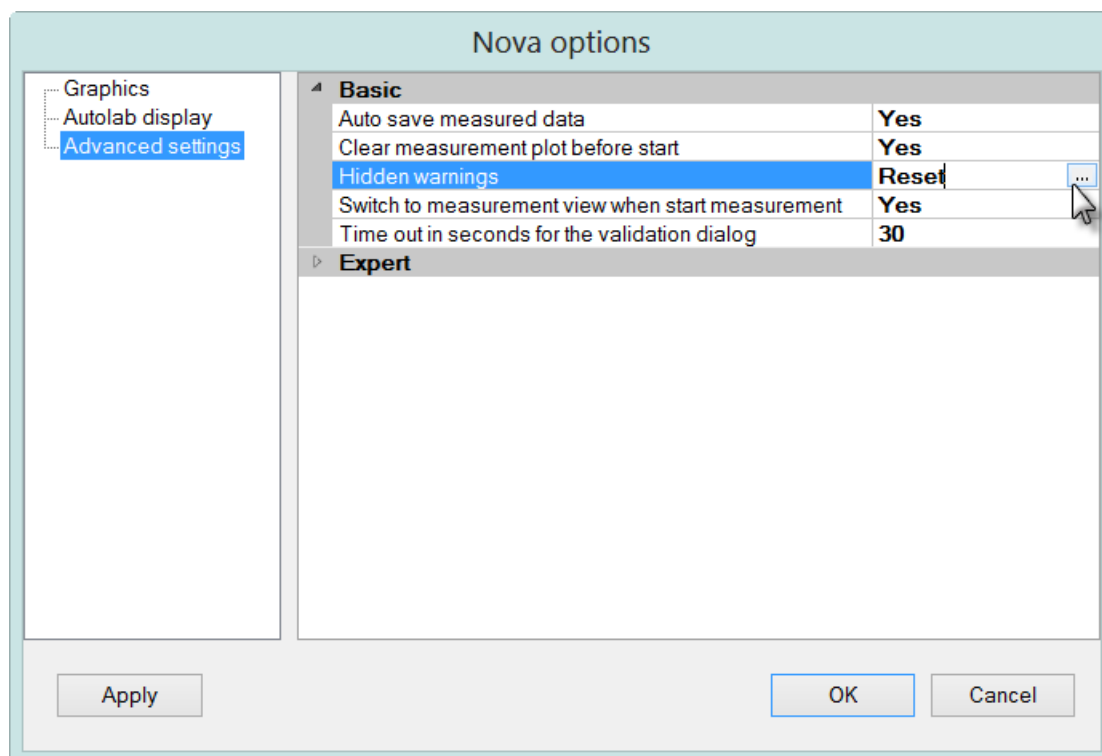 Nova options
Graphics
Autolab display
Advanced settings
Basic
Auto save measured data Yes
Clear measurement plot before start Yes
Hidden warnings Reset ...
Switch to measurement view when start measurement Yes
Time out in seconds for the validation dialog 30
Expert
Apply OK Cancel